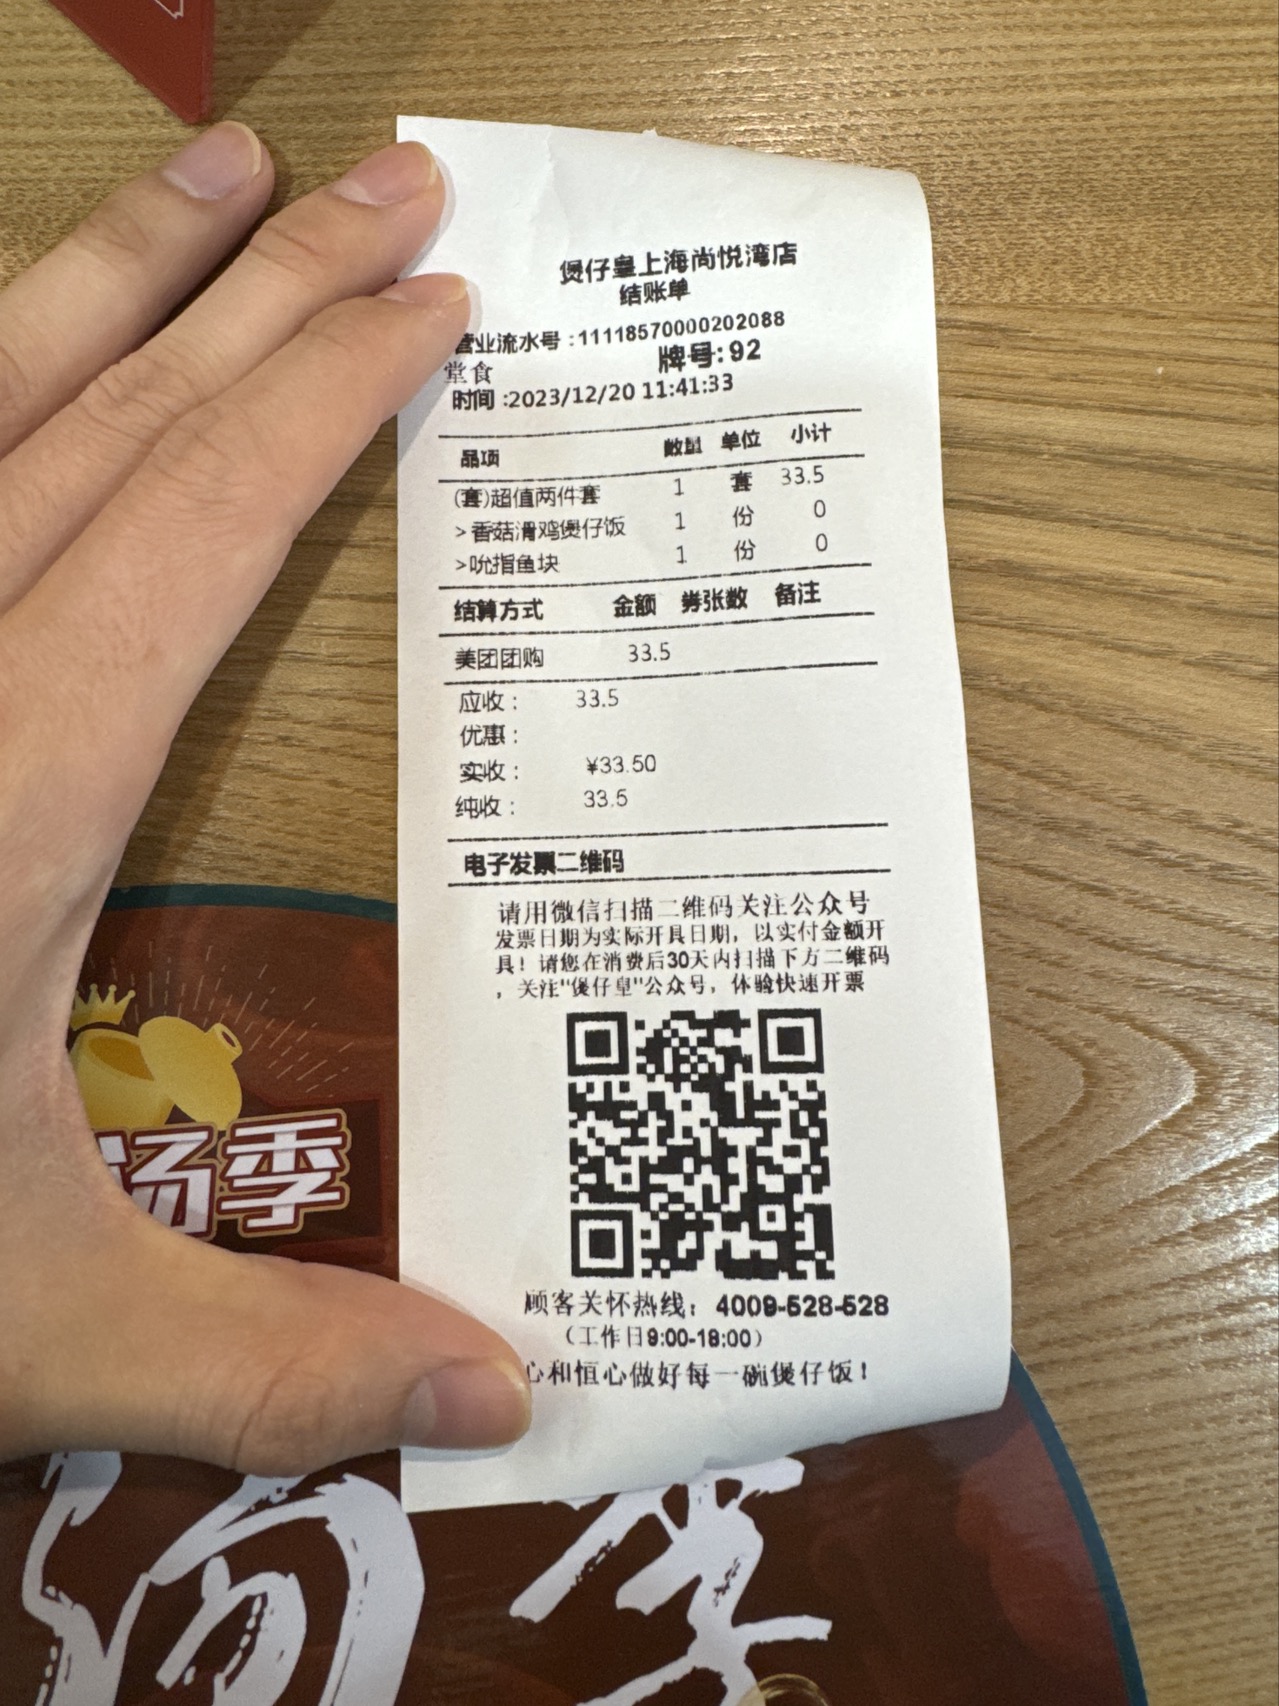 煲仔皇上海尚悦湾店
结账单
营业流水号:11118570000202088
堂食 牌号:92
时间:2023/12/20 11:41:33
品项 数量 单位 小计
(套)超值两件套 1 套 33.5
>香菇滑鸡煲仔饭 1 份 0
>吮指鱼块 1 份 0
结算方式 金额 券张数 备注
美团团购 33.5
应收: 33.5
优惠:
实收: ¥33.50
纯收: 33.5
电子发票二维码
请用微信扫描二维码关注公众号
发票日期为实际开具日期，以实付金额开
具！请您在消费后30天内扫描下方二维码
，关注"煲仔皇"公众号，体验快速开票
顾客关怀热线：4009-528-528
（工作日9:00-18:00）
心和恒心做好每一碗煲仔饭！
汤季